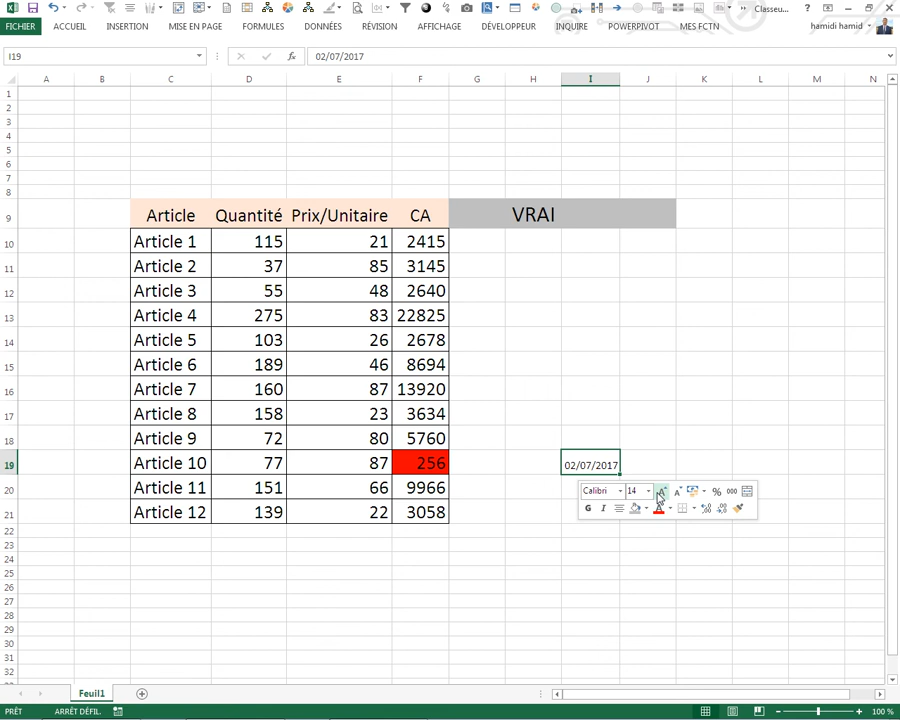 Classeu...
FICHIER ACCUEIL INSERTION MISE EN PAGE FORMULES DONNÉES RÉVISION AFFICHAGE DÉVELOPPEUR INQUIRE POWERPIVOT MES FCTN hamidi hamid
I19 fx 02/07/2017
A B C D E F G H I J K L M N
1
2
3
4
5
6
7
8
9 Article Quantité Prix/Unitaire CA VRAI
10 Article 1 115 21 2415
11 Article 2 37 85 3145
12 Article 3 55 48 2640
13 Article 4 275 83 22825
14 Article 5 103 26 2678
15 Article 6 189 46 8694
16 Article 7 160 87 13920
17 Article 8 158 23 3634
18 Article 9 72 80 5760
19 Article 10 77 87 256 02/07/2017
Calibri 14 A A % 000
20 Article 11 151 66 9966
G I A
21 Article 12 139 22 3058
22
23
24
25
26
27
28
29
30
31
32
Feuil1
PRÊT ARRÊT DÉFIL. 100 %